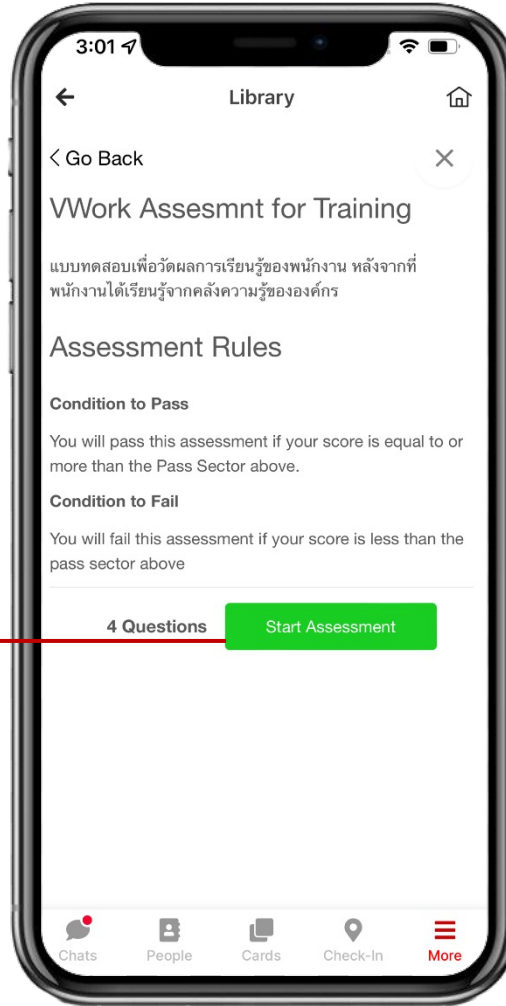 3:01
Library
Go Back
VWork Assesmnt for Training
แบบทดสอบเพื่อวัดผลการเรียนรู้ของพนักงาน หลังจากที่
พนักงานได้เรียนรู้จากคลังความรู้ขององค์กร
Assessment Rules
Condition to Pass
You will pass this assessment if your score is equal to or
more than the Pass Sector above.
Condition to Fail
You will fail this assessment if your score is less than the
pass sector above
4 Questions Start Assessment
Chats People Cards Check-In More